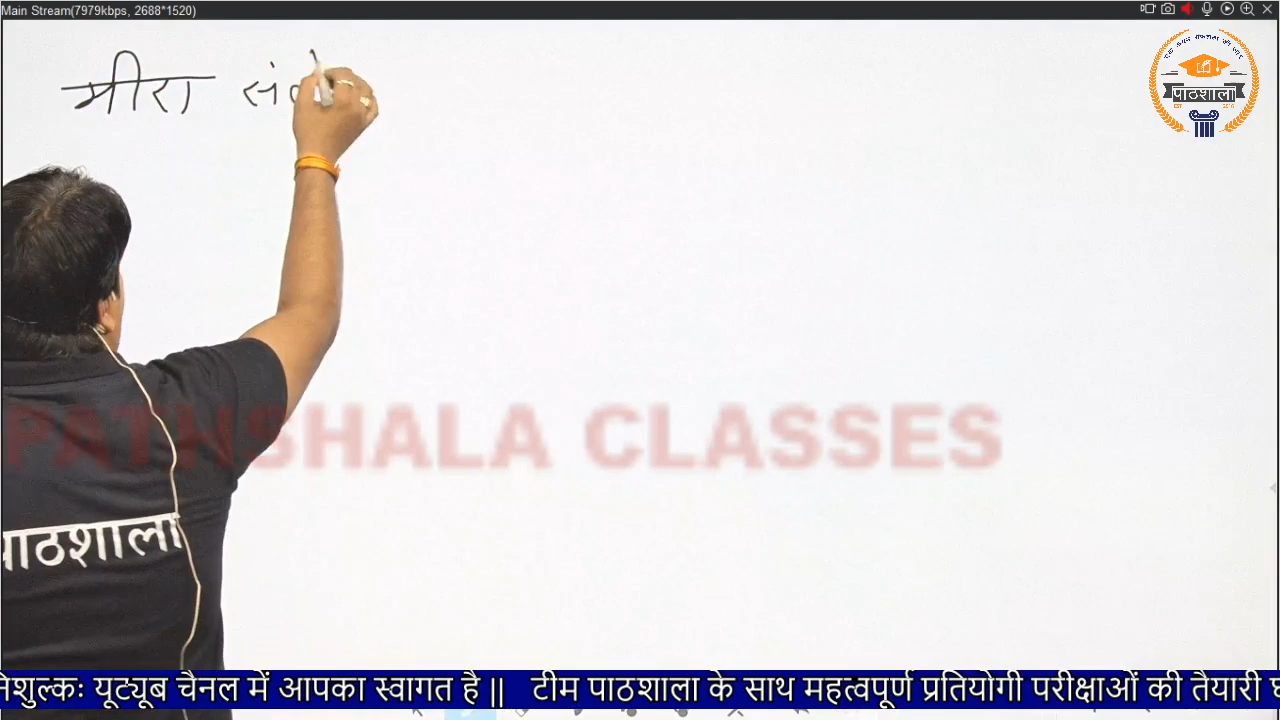 Main Stream(7979kbps, 2688*1520)
पाठशाला
मीरा
PATHSHALA CLASSES
पाठशाला
यूट्यूब चैनल में आपका स्वागत है || टीम पाठशाला के साथ महत्वपूर्ण प्रतियोगी परीक्षाओं की तैयारी